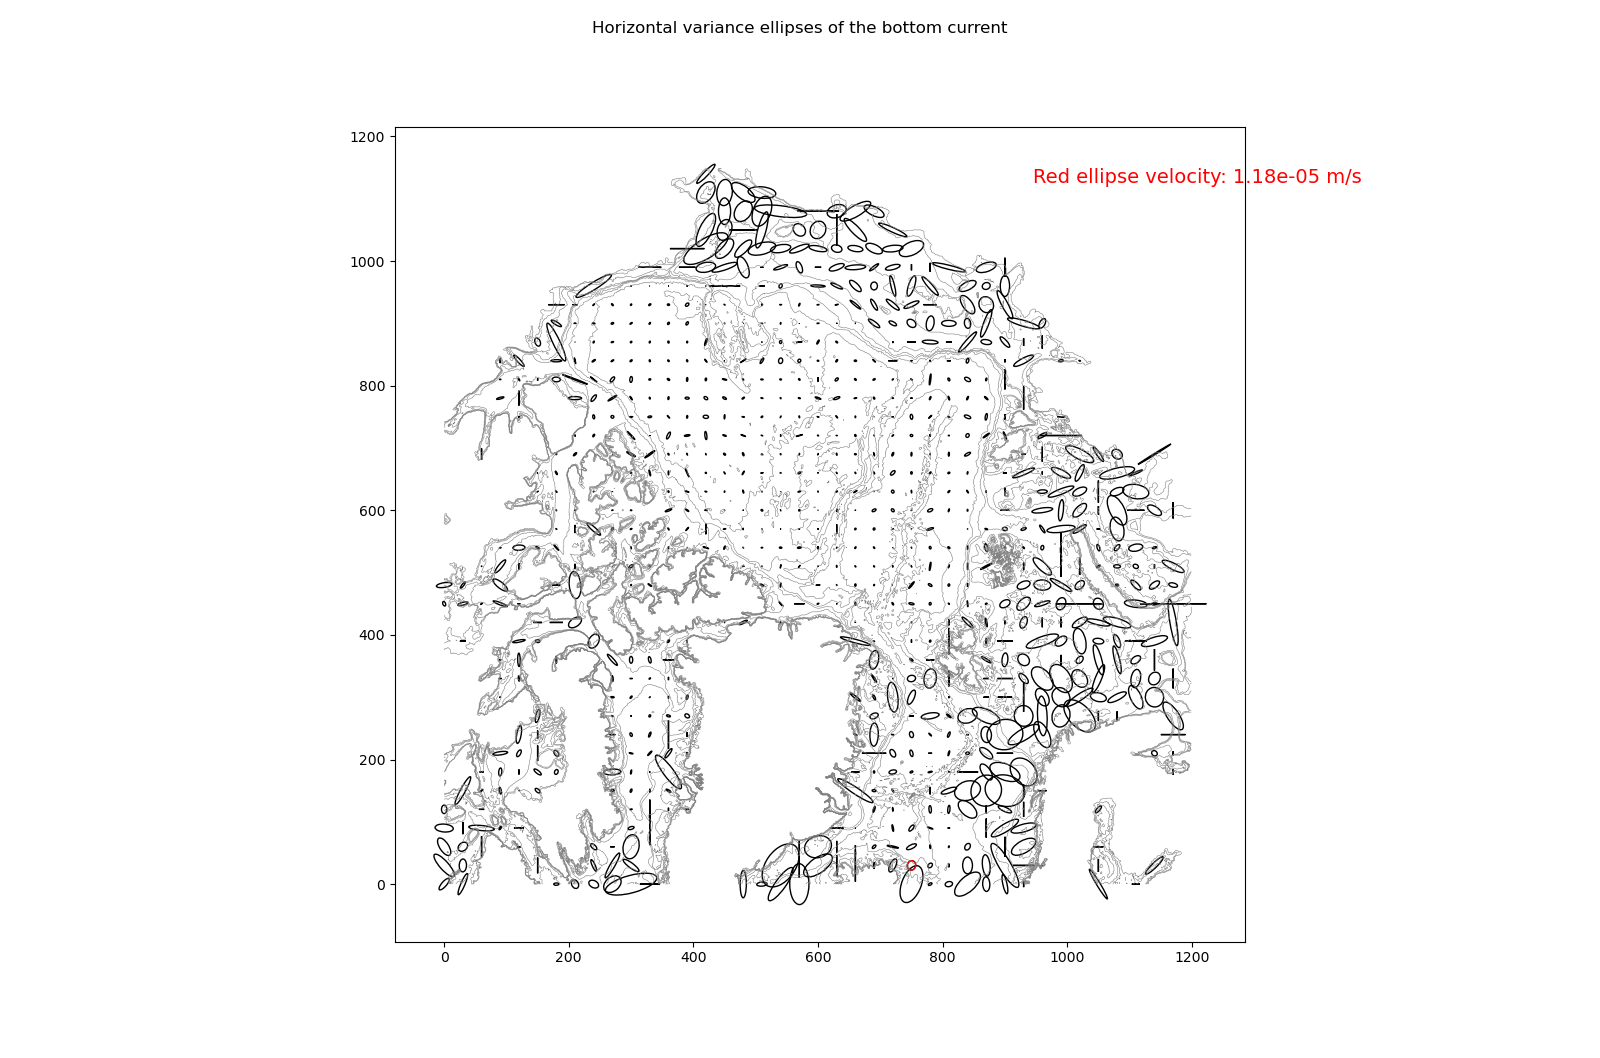 Horizontal variance ellipses of the bottom current
1200
Red ellipse velocity: 1.18e-05 m/s
1000
800
600
400
200
0
0 200 400 600 800 1000 1200